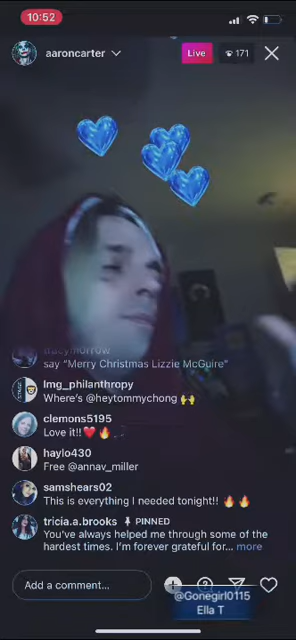 10:52
aaroncarter
Live
171
say “Merry Christmas Lizzie McGuire”
lmg_philanthropy
Where's @heytommychong 🙌
clemons5195
Love it!! ❤️🔥
haylo430
Free @annav_miller
samshears02
This is everything I needed tonight!! 🔥🔥
tricia.a.brooks PINNED
You've always helped me through some of the
hardest times. I'm forever grateful for... more
Add a comment...
@Gonegirl0115
Ella T